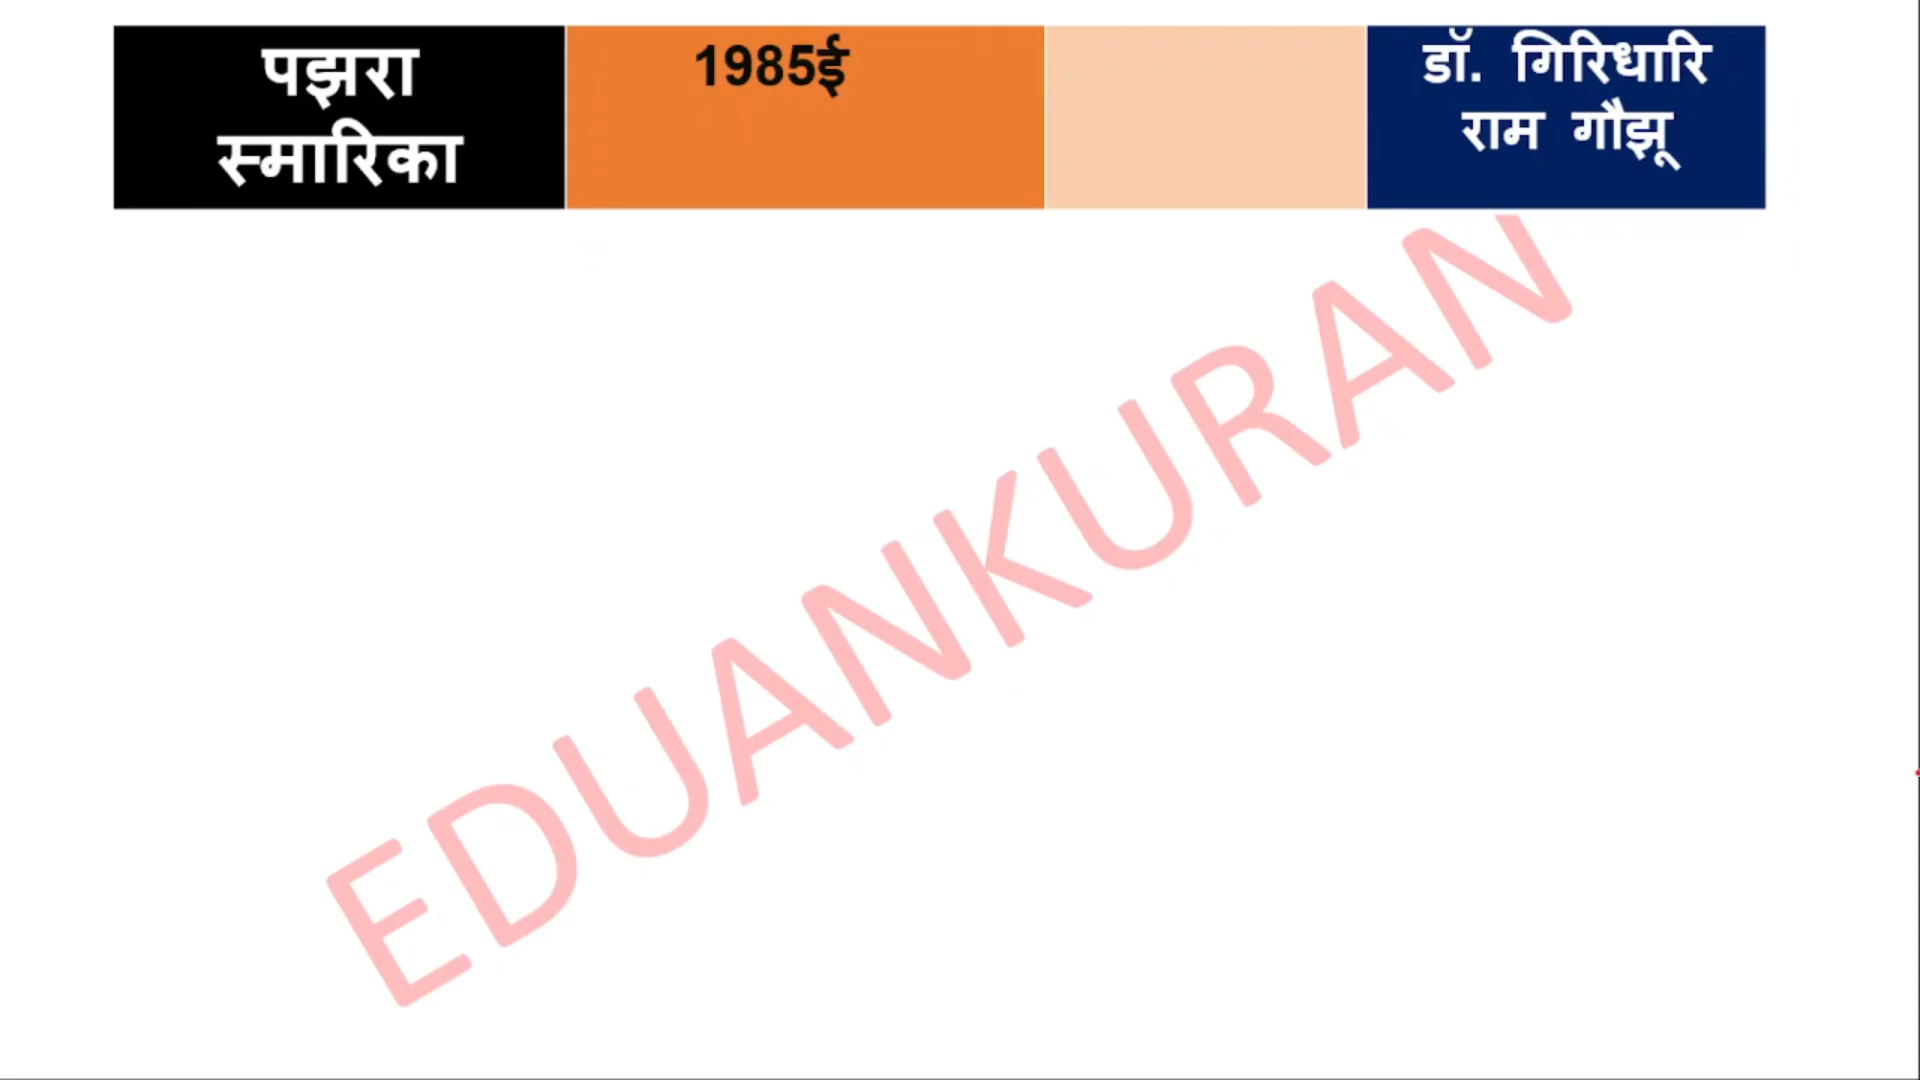 पझरा
स्मारिका
1985ई
डॉ. गिरिधारि
राम गौझू
EDUANKURAN